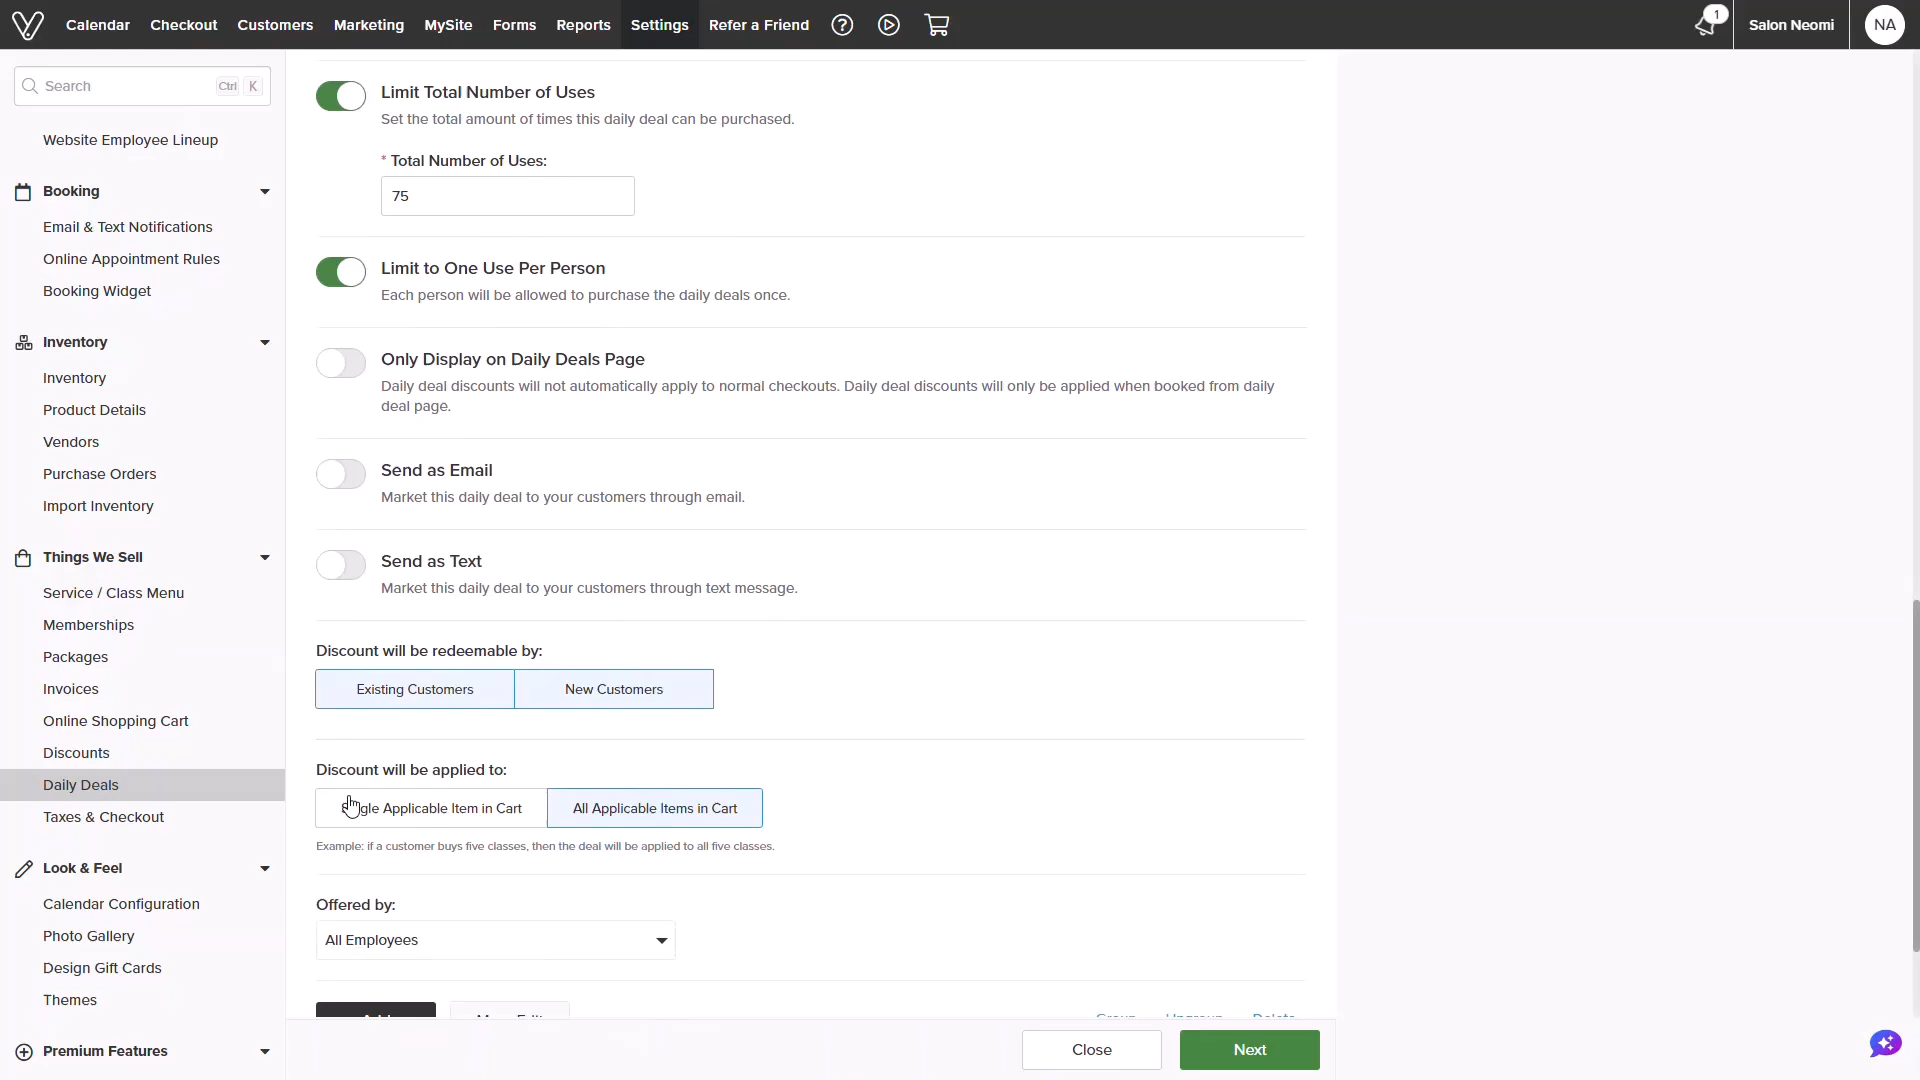 Calendar Checkout Customers Marketing MySite Forms Reports Settings Refer a Friend
1
Salon Neomi
NA
Search Ctrl K
Website Employee Lineup
Booking
Email & Text Notifications
Online Appointment Rules
Booking Widget
Inventory
Inventory
Product Details
Vendors
Purchase Orders
Import Inventory
Things We Sell
Service / Class Menu
Memberships
Packages
Invoices
Online Shopping Cart
Discounts
Daily Deals
Taxes & Checkout
Look & Feel
Calendar Configuration
Photo Gallery
Design Gift Cards
Themes
Premium Features
Limit Total Number of Uses
Set the total amount of times this daily deal can be purchased.
* Total Number of Uses:
75
Limit to One Use Per Person
Each person will be allowed to purchase the daily deals once.
Only Display on Daily Deals Page
Daily deal discounts will not automatically apply to normal checkouts. Daily deal discounts will only be applied when booked from daily
deal page.
Send as Email
Market this daily deal to your customers through email.
Send as Text
Market this daily deal to your customers through text message.
Discount will be redeemable by:
Existing Customers New Customers
Discount will be applied to:
Applicable Item in Cart All Applicable Items in Cart
Example: if a customer buys five classes, then the deal will be applied to all five classes.
Offered by:
All Employees
Close Next